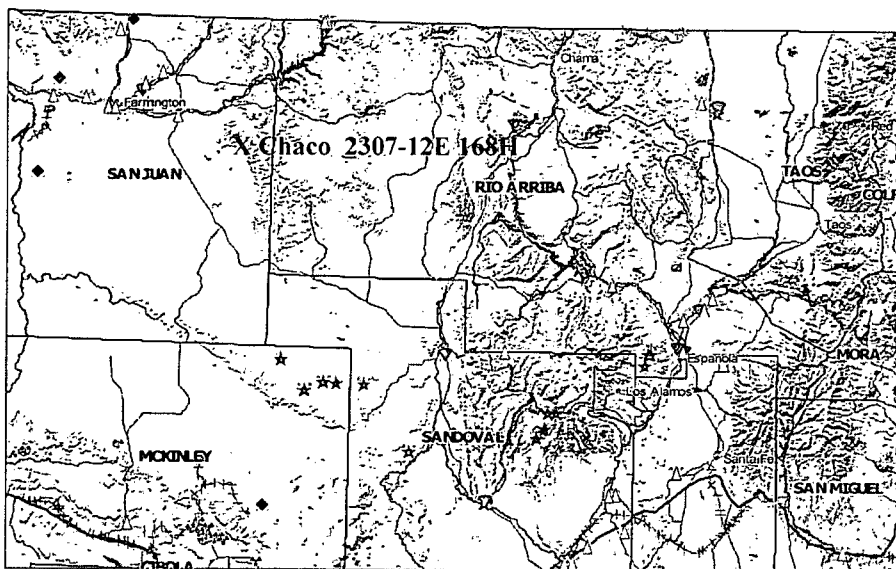 Chama
Farmington
X Chaco 2307-12E 168H
SAN JUAN
RIO ARRIBA
TAOS
Taos
MORA
Española
Los Alamos
SANDOVAL
MCKINLEY
Santa Fe
SAN MIGUEL
CIBOLA